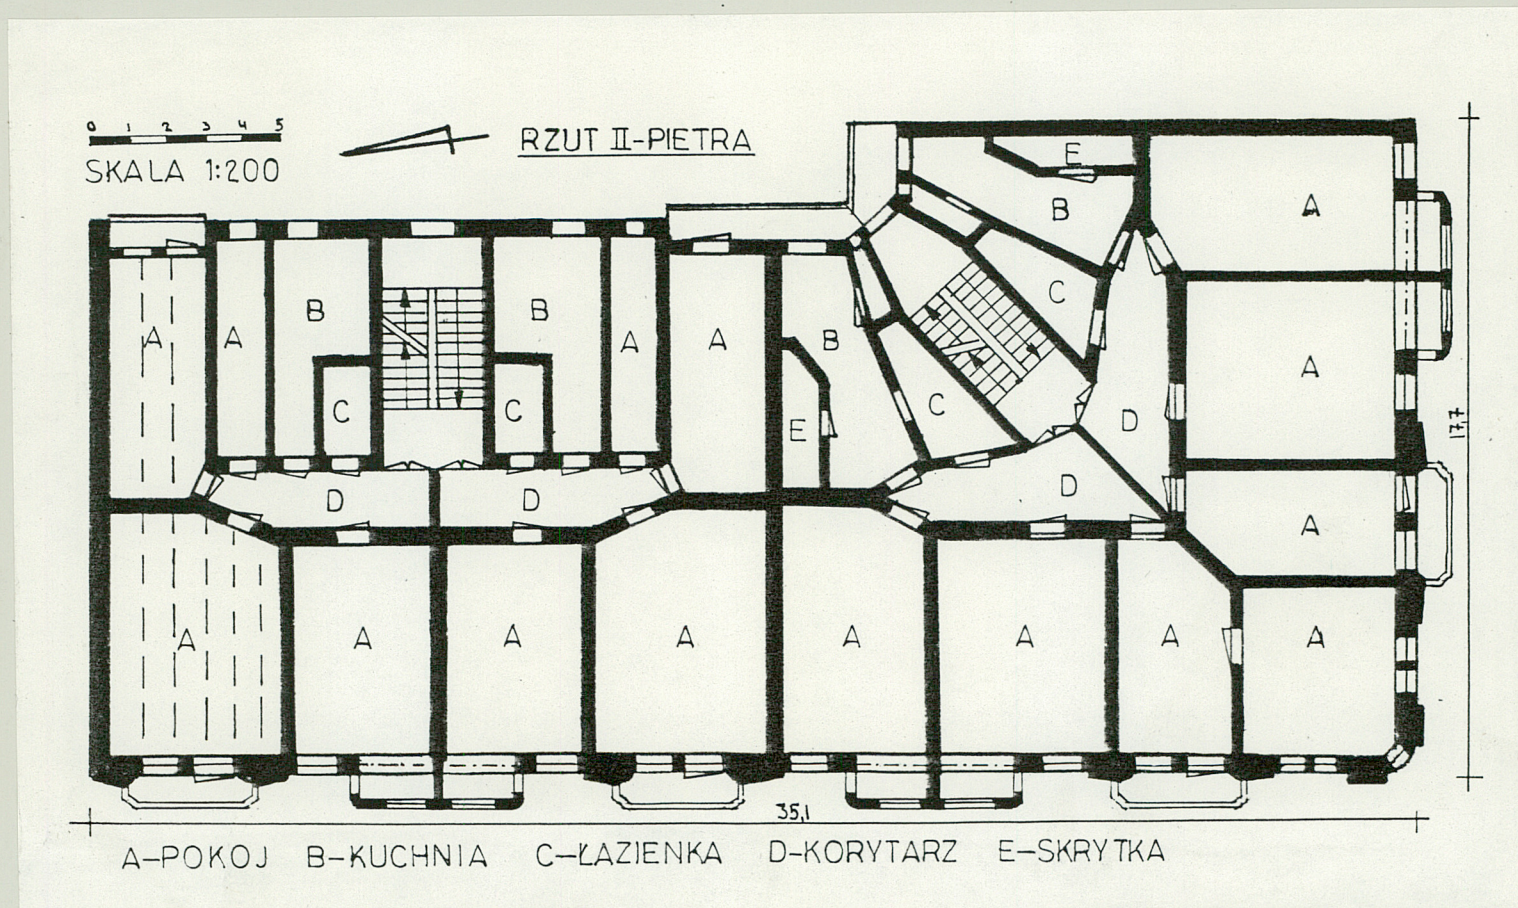 0 1 2 3 4 5
SKALA 1:200
RZUT II-PIETRA
E
B
A
A
A
B
B
A
A
B
C
A
C
C
C
E
D
D
D
D
A
A
A
A
A
A
A
A
A
17,7
35,1
A-POKOJ B-KUCHNIA C-ŁAZIENKA D-KORYTARZ E-SKRYTKA